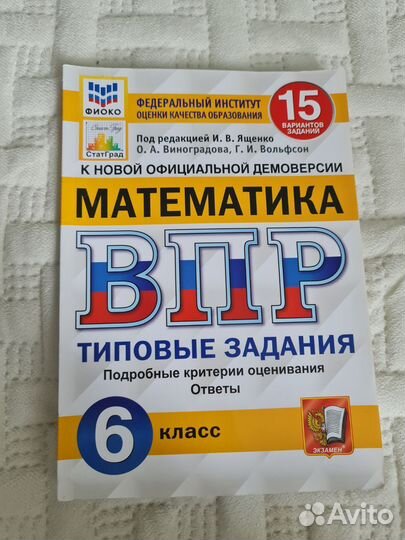 ФИОКО
СтатГрад
ФЕДЕРАЛЬНЫЙ ИНСТИТУТ
ОЦЕНКИ КАЧЕСТВА ОБРАЗОВАНИЯ
15
ВАРИАНТОВ
ЗАДАНИЙ
Под редакцией И. В. Ященко
О. А. Виноградова, Г. И. Вольфсон
К НОВОЙ ОФИЦИАЛЬНОЙ ДЕМОВЕРСИИ
МАТЕМАТИКА
ВПР
ТИПОВЫЕ ЗАДАНИЯ
Подробные критерии оценивания
Ответы
6 класс
ЭКЗАМЕН
Avito